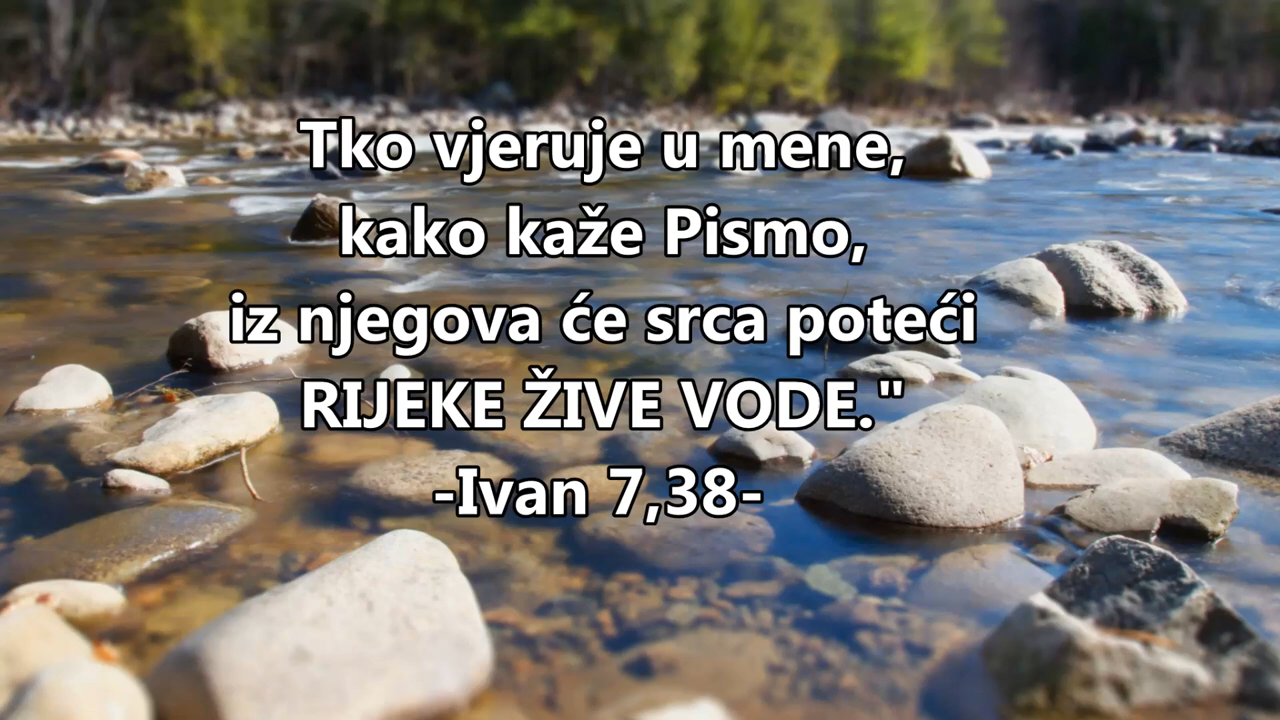 Tko vjeruje u mene,
kako kaže Pismo,
iz njegova će srca poteći
RIJEKE ŽIVE VODE."
-Ivan 7,38-